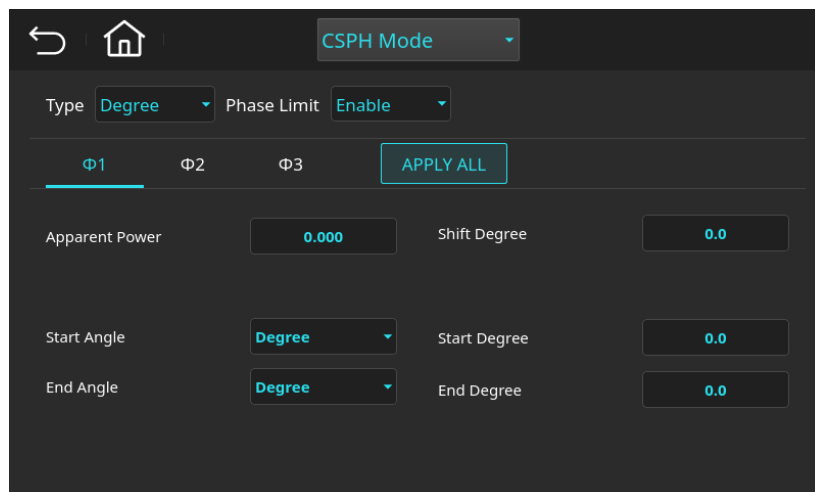 CSPH Mode
Type Degree Phase Limit Enable
Φ1 Φ2 Φ3 APPLY ALL
Apparent Power 0.000 Shift Degree 0.0
Start Angle Degree Start Degree 0.0
End Angle Degree End Degree 0.0